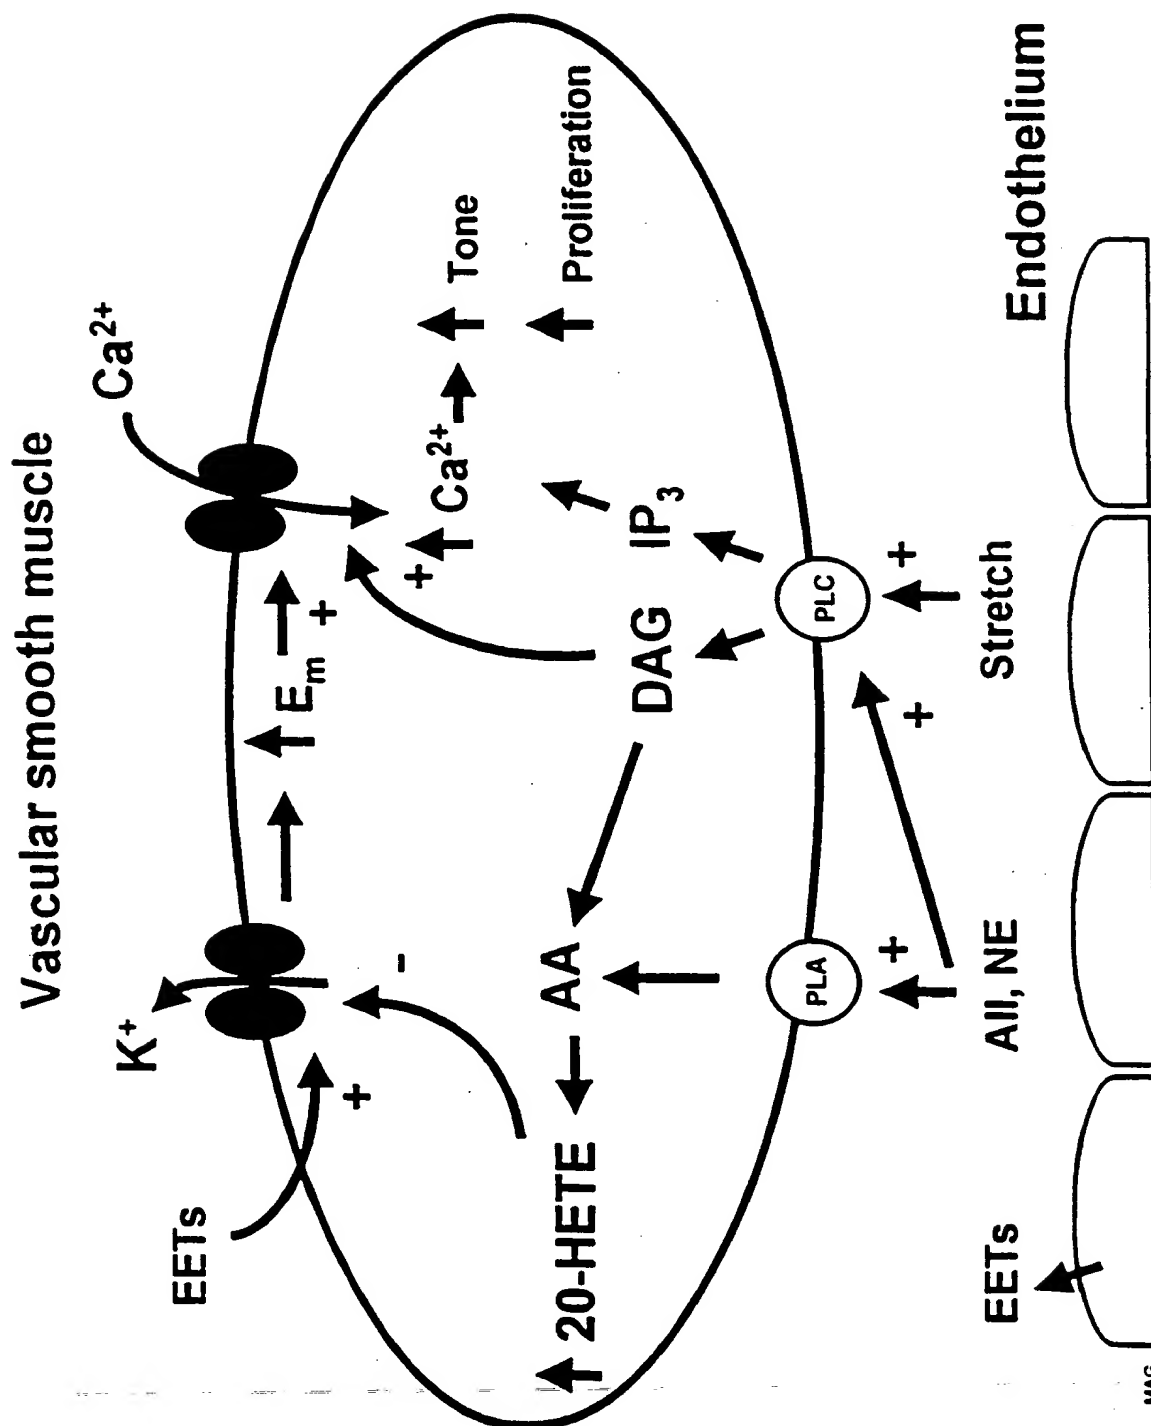 Vascular smooth muscle
K⁺
Ca²⁺
EETs
+
Eₘ
+
-
+
20-HETE
AA
DAG
IP₃
Ca²⁺
Tone
Proliferation
PLA
PLC
+
+
+
EETs
AII, NE
Stretch
Endothelium
MAG